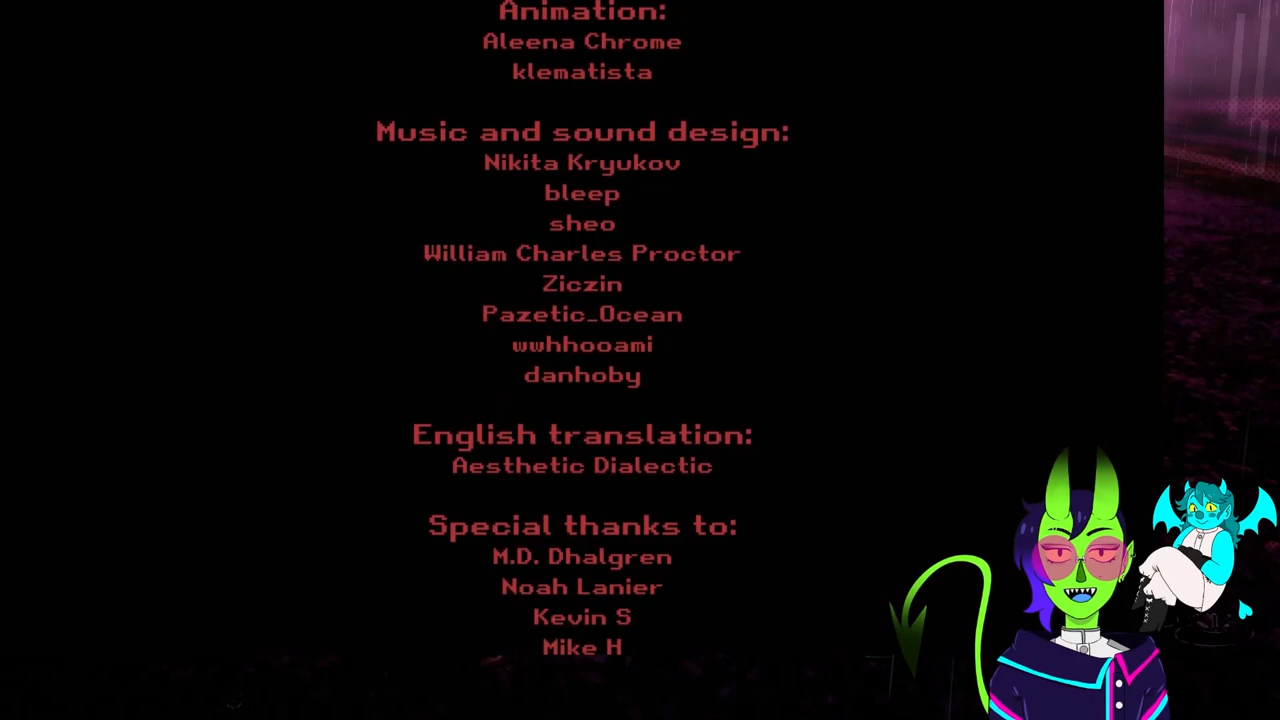 Animation:
Aleena Chrome
klematista
Music and sound design:
Nikita Kryukov
bleep
sheo
William Charles Proctor
Ziczin
Pazetic_Ocean
wwhhooami
danhoby
English translation:
Aesthetic Dialectic
Special thanks to:
M.D. Dhalgren
Noah Lanier
Kevin S
Mike H